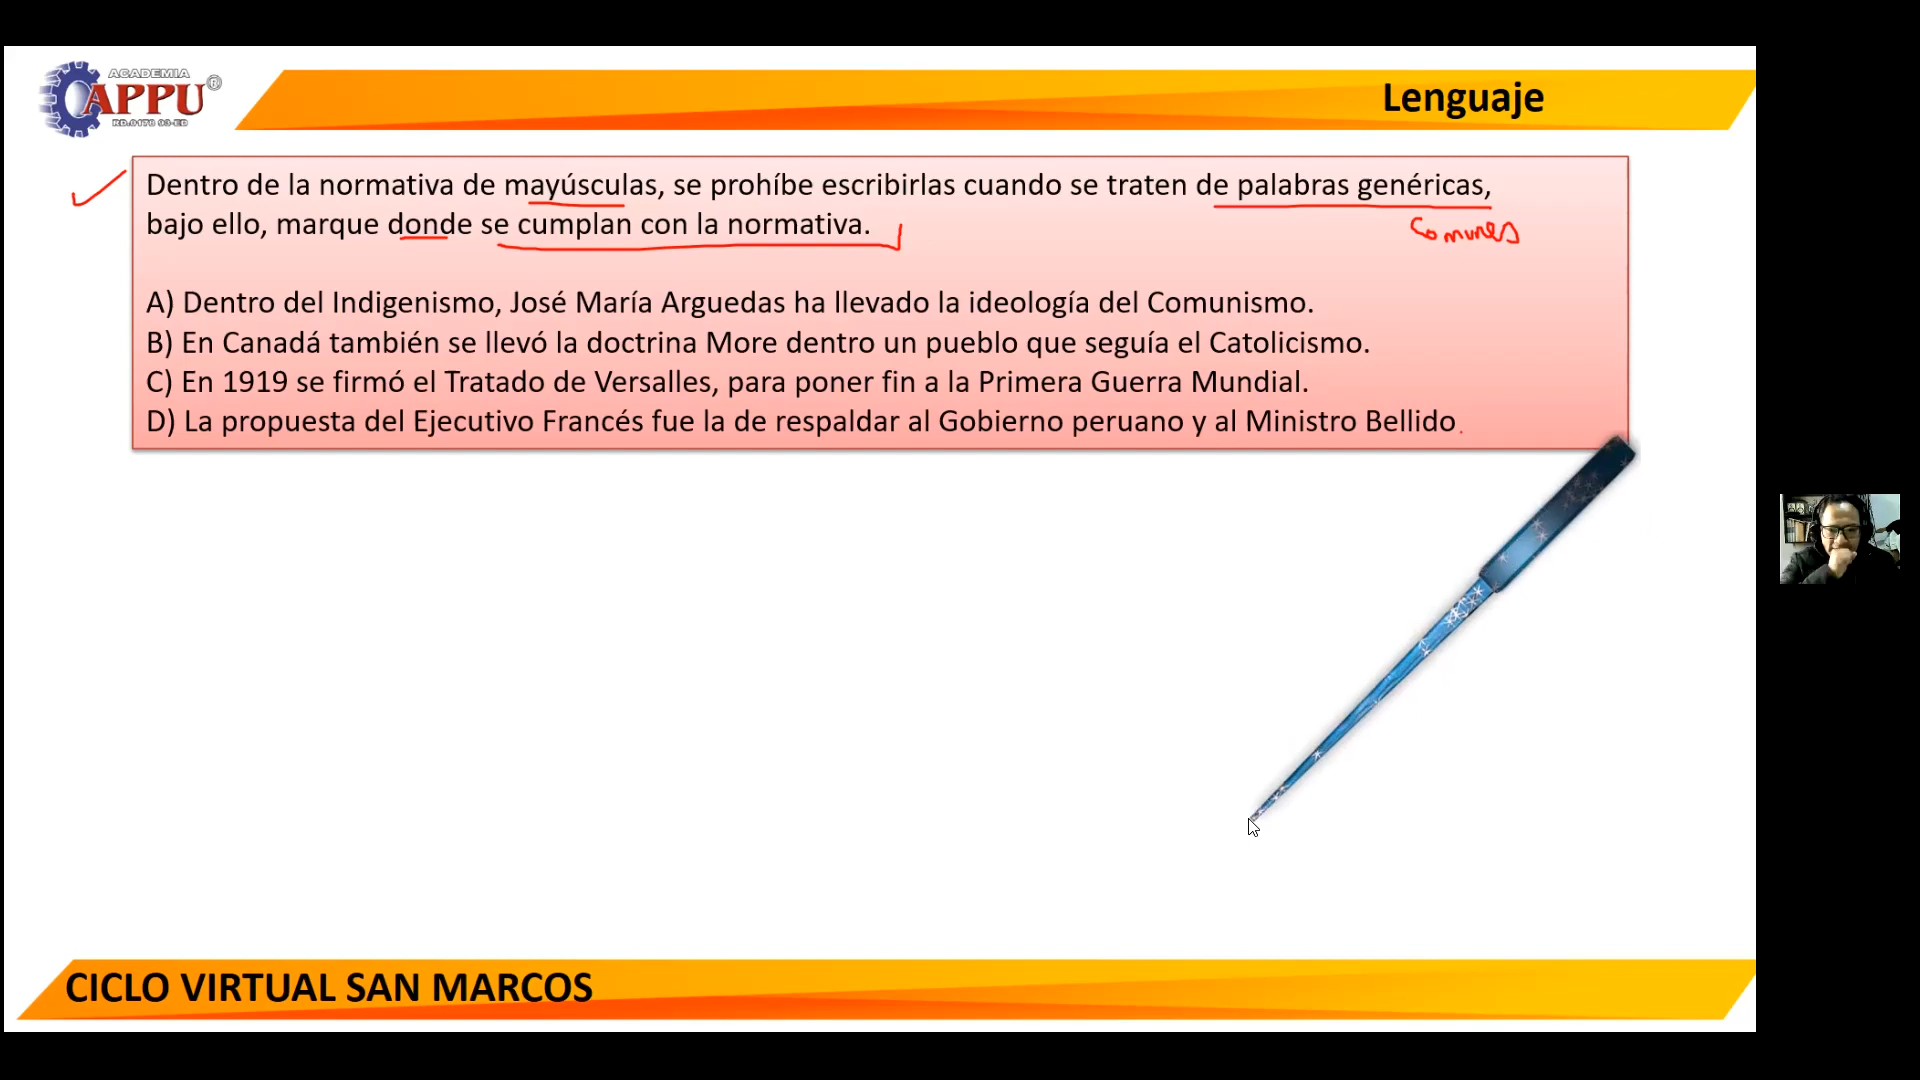 ACADEMIA
APPU®
RD.0178 93-ED
Lenguaje
Dentro de la normativa de mayúsculas, se prohíbe escribirlas cuando se traten de palabras genéricas,
bajo ello, marque donde se cumplan con la normativa.
comunes
A) Dentro del Indigenismo, José María Arguedas ha llevado la ideología del Comunismo.
B) En Canadá también se llevó la doctrina More dentro un pueblo que seguía el Catolicismo.
C) En 1919 se firmó el Tratado de Versalles, para poner fin a la Primera Guerra Mundial.
D) La propuesta del Ejecutivo Francés fue la de respaldar al Gobierno peruano y al Ministro Bellido.
CICLO VIRTUAL SAN MARCOS